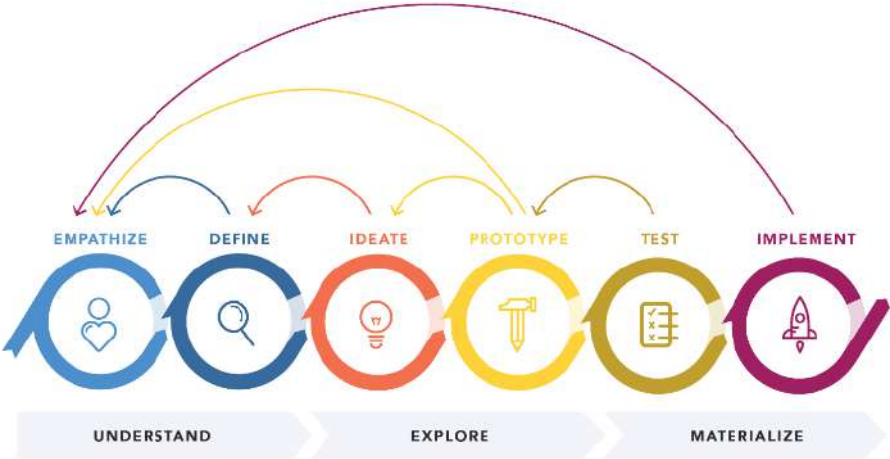 EMPATHIZE DEFINE IDEATE PROTOTYPE TEST IMPLEMENT
UNDERSTAND EXPLORE MATERIALIZE